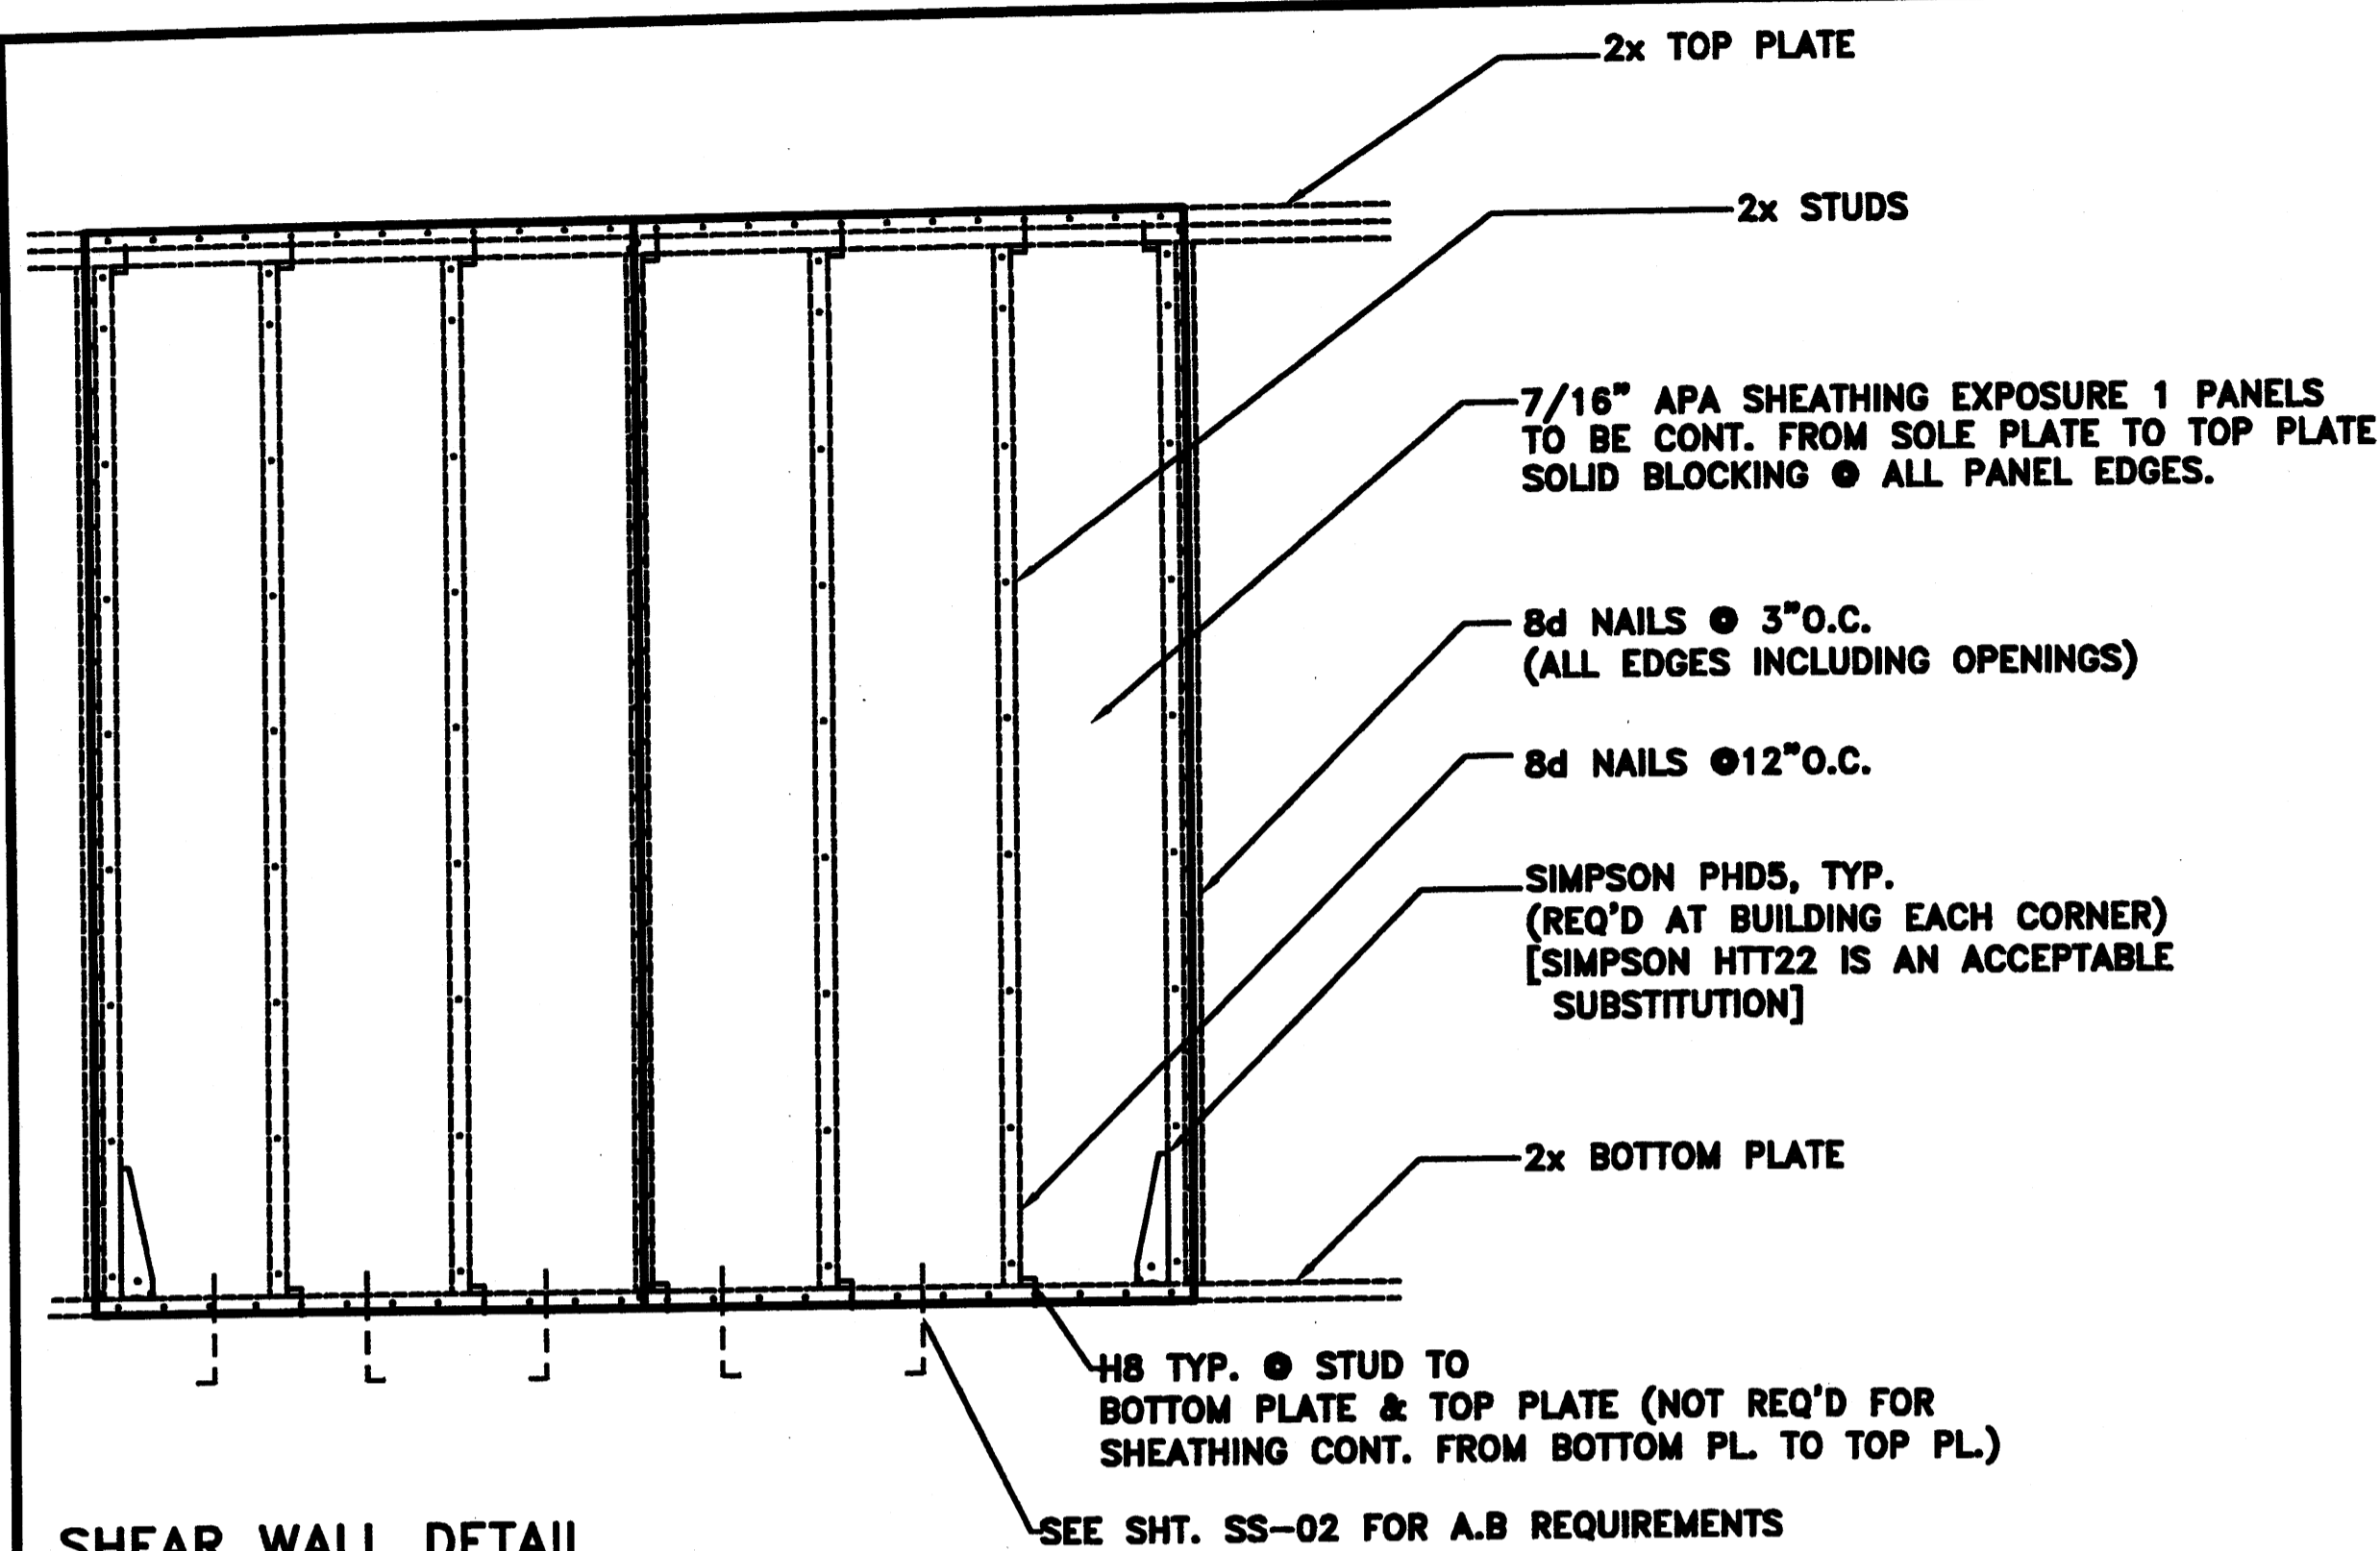 2x TOP PLATE
2x STUDS
7/16" APA SHEATHING EXPOSURE 1 PANELS
TO BE CONT. FROM SOLE PLATE TO TOP PLATE
SOLID BLOCKING @ ALL PANEL EDGES.
8d NAILS @ 3"O.C.
(ALL EDGES INCLUDING OPENINGS)
8d NAILS @12"O.C.
SIMPSON PHD5, TYP.
(REQ'D AT BUILDING EACH CORNER)
[SIMPSON HTT22 IS AN ACCEPTABLE
SUBSTITUTION]
2x BOTTOM PLATE
H8 TYP. @ STUD TO
BOTTOM PLATE & TOP PLATE (NOT REQ'D FOR
SHEATHING CONT. FROM BOTTOM PL. TO TOP PL.)
SEE SHT. SS-02 FOR A.B REQUIREMENTS
SHEAR WALL DETAIL